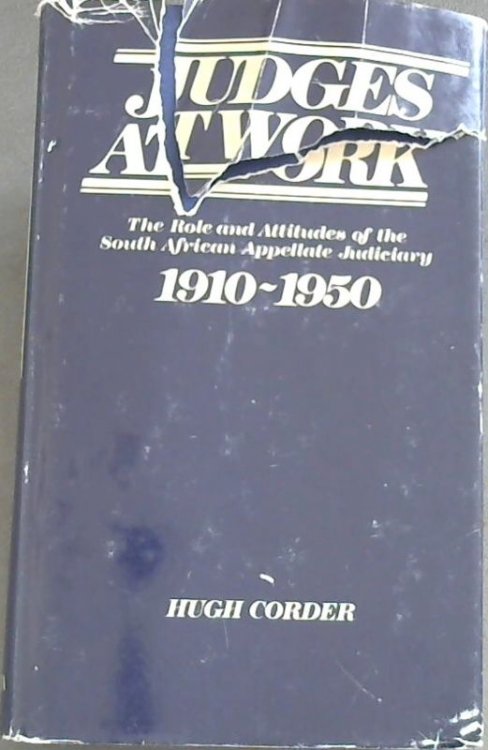 JUDGES
AT WORK
The Role and Attitudes of the
South African Appellate Judiciary
1910~1950
HUGH CORDER